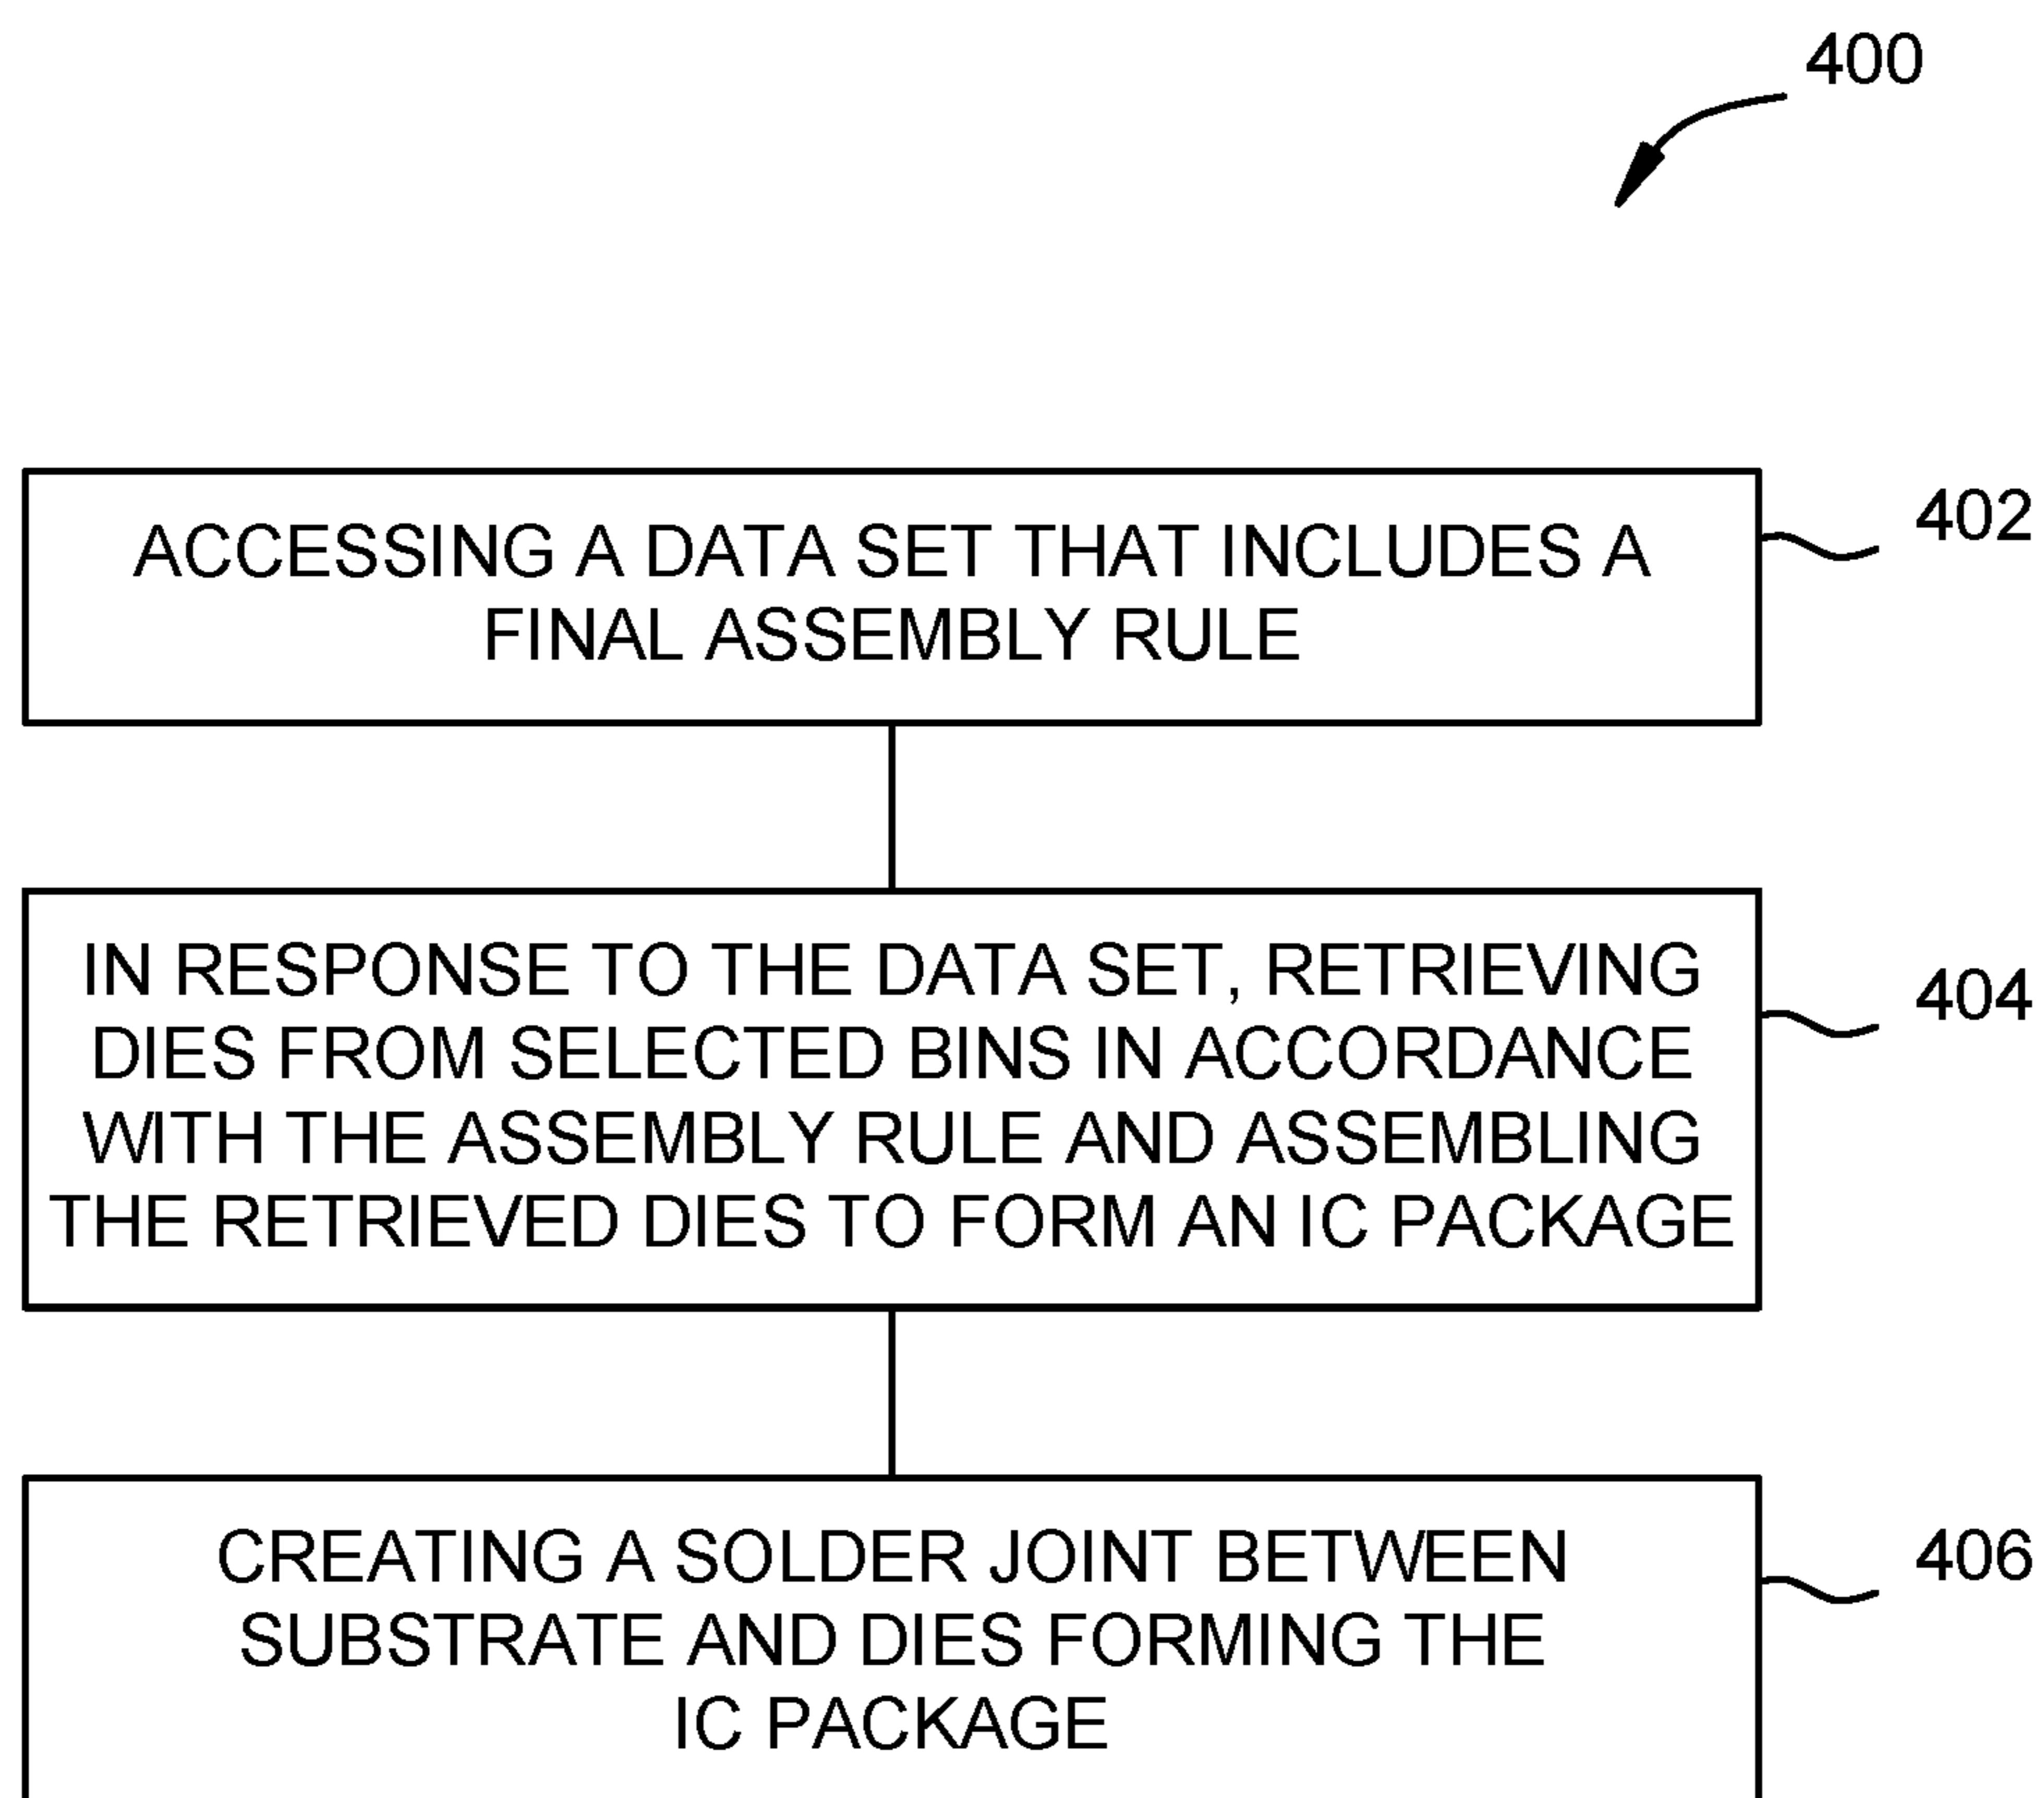 400
ACCESSING A DATA SET THAT INCLUDES A
FINAL ASSEMBLY RULE
402
IN RESPONSE TO THE DATA SET, RETRIEVING
DIES FROM SELECTED BINS IN ACCORDANCE
WITH THE ASSEMBLY RULE AND ASSEMBLING
THE RETRIEVED DIES TO FORM AN IC PACKAGE
404
CREATING A SOLDER JOINT BETWEEN
SUBSTRATE AND DIES FORMING THE
IC PACKAGE
406